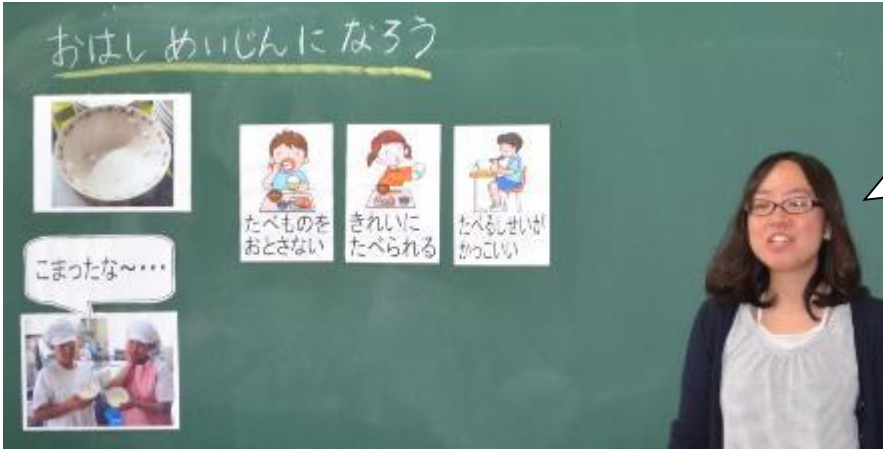 おはし めいじんに なろう
たべものを
おとさない
きれいに
たべられる
たべるしせいが
かっこいい
こまったな～・・・